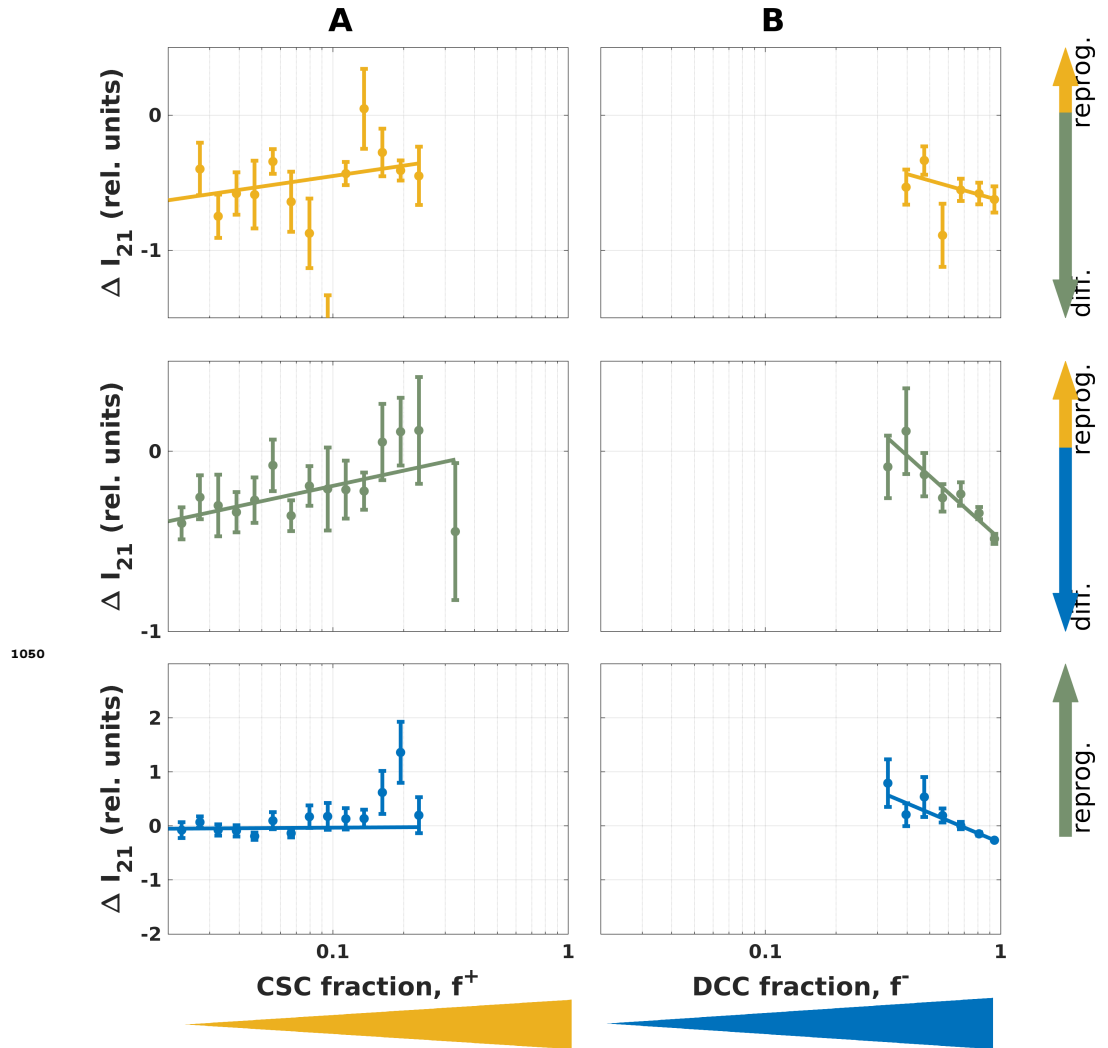 A
B
Δ I21 (rel. units)
0
-1
reprog.
diff.
Δ I21 (rel. units)
0
-1
reprog.
diff.
1050
Δ I21 (rel. units)
2
1
0
-1
-2
reprog.
0.1
1
0.1
1
CSC fraction, f+
DCC fraction, f-